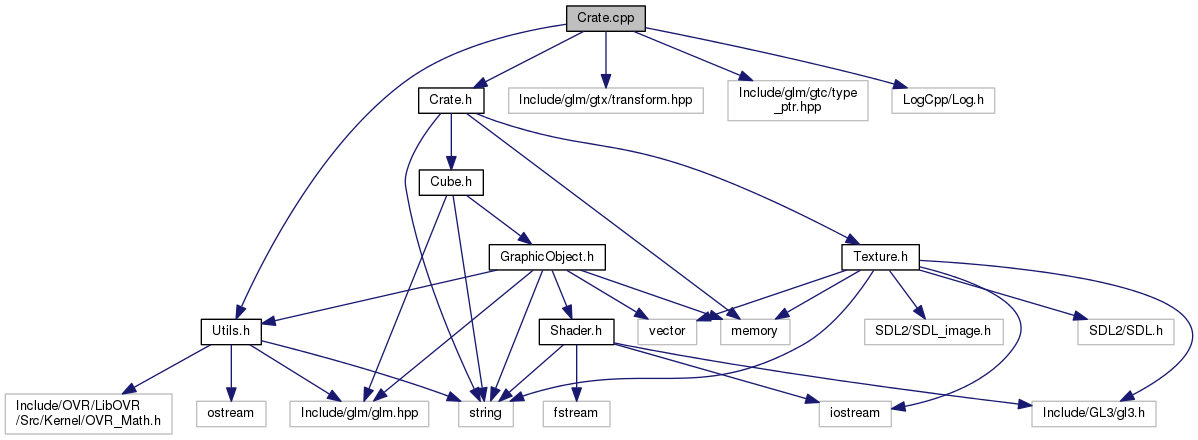 Crate.cpp
Crate.h
Include/glm/gtx/transform.hpp
Include/glm/gtc/type
_ptr.hpp
LogCpp/Log.h
Cube.h
GraphicObject.h
Texture.h
Utils.h
Shader.h
vector
memory
SDL2/SDL_image.h
SDL2/SDL.h
Include/OVR/LibOVR
/Src/Kernel/OVR_Math.h
ostream
Include/glm/glm.hpp
string
fstream
iostream
Include/GL3/gl3.h